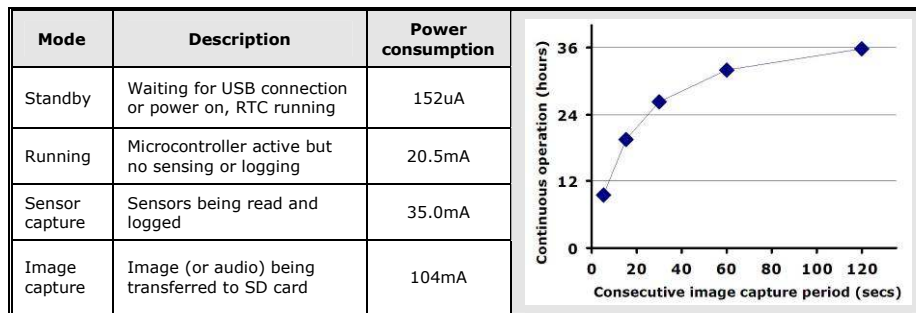 Mode Description Power consumption
Standby Waiting for USB connection or power on, RTC running 152uA
Running Microcontroller active but no sensing or logging 20.5mA
Sensor capture Sensors being read and logged 35.0mA
Image capture Image (or audio) being transferred to SD card 104mA
Continuous operation (hours)
36
24
12
0
0 20 40 60 80 100 120
Consecutive image capture period (secs)